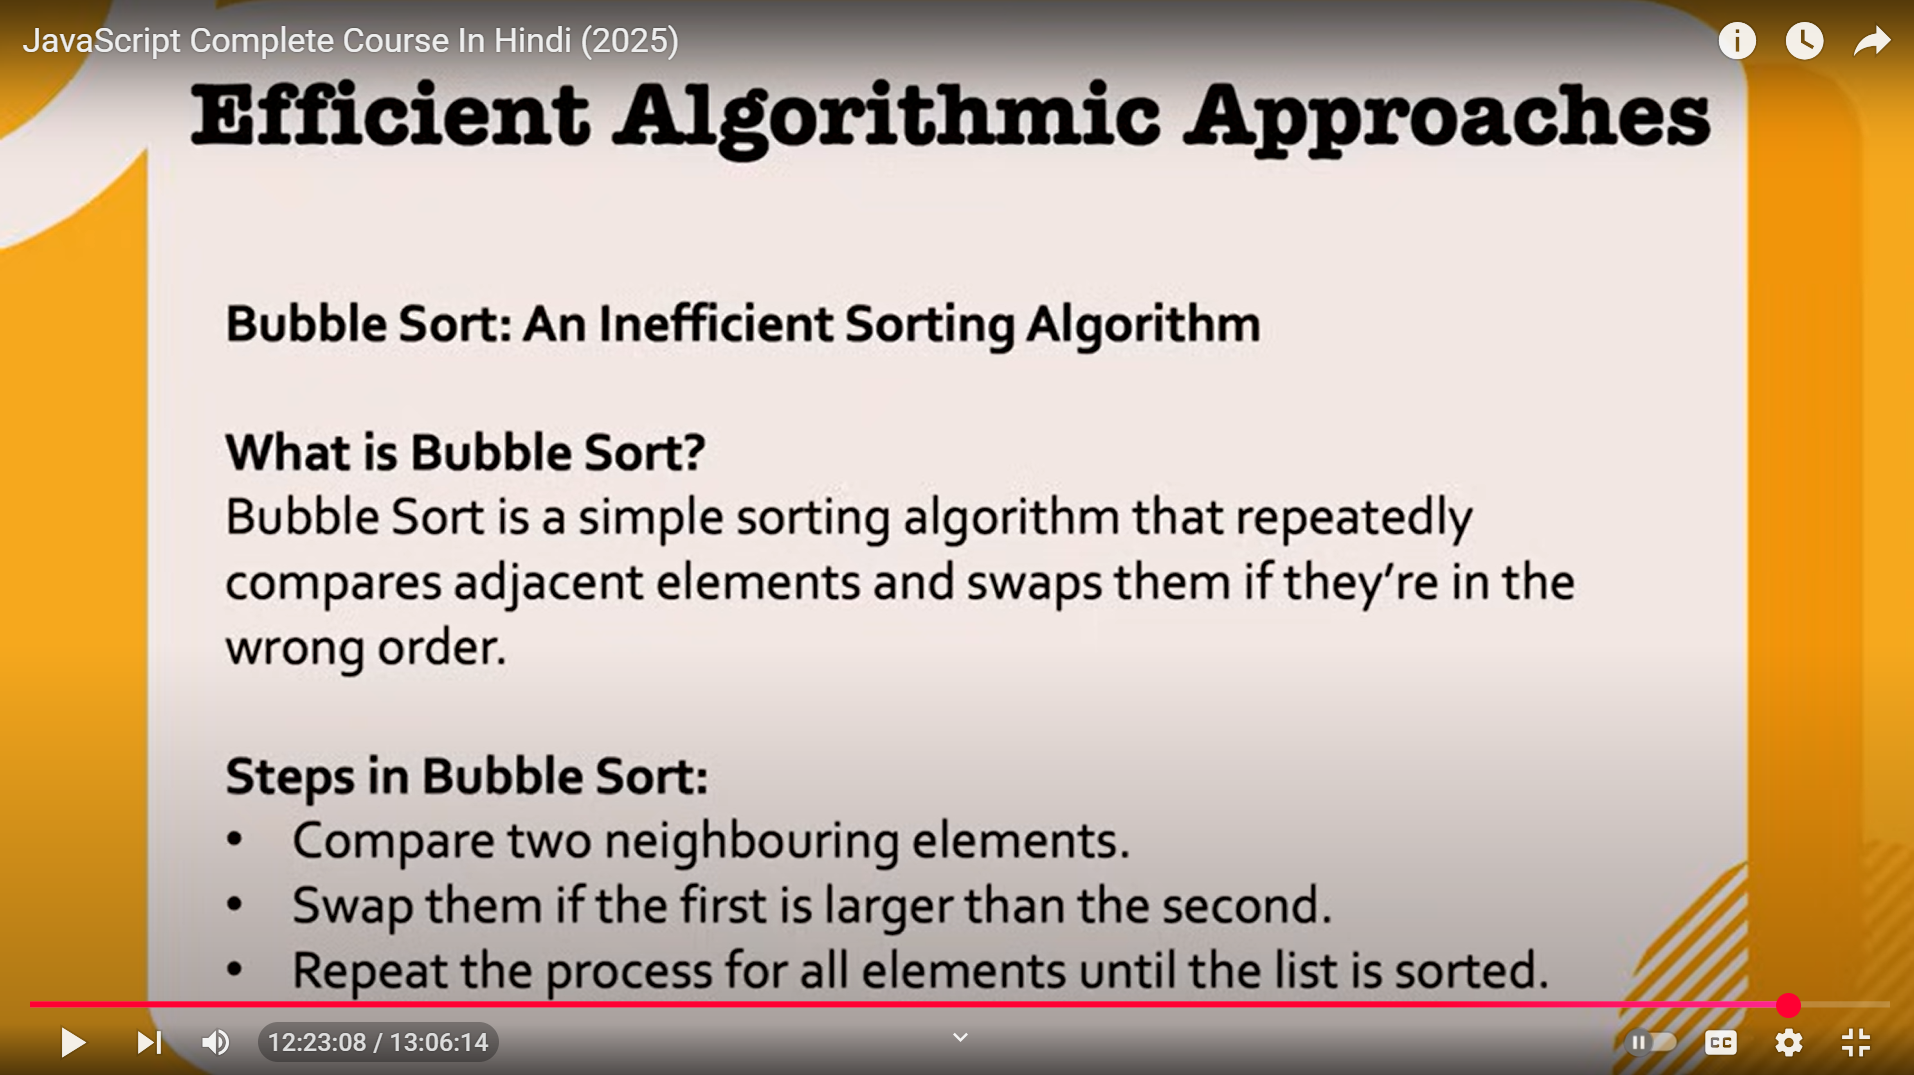 JavaScript Complete Course In Hindi (2025)
Efficient Algorithmic Approaches
Bubble Sort: An Inefficient Sorting Algorithm
What is Bubble Sort?
Bubble Sort is a simple sorting algorithm that repeatedly
compares adjacent elements and swaps them if they’re in the
wrong order.
Steps in Bubble Sort:
• Compare two neighbouring elements.
• Swap them if the first is larger than the second.
• Repeat the process for all elements until the list is sorted.
12:23:08 / 13:06:14
CC